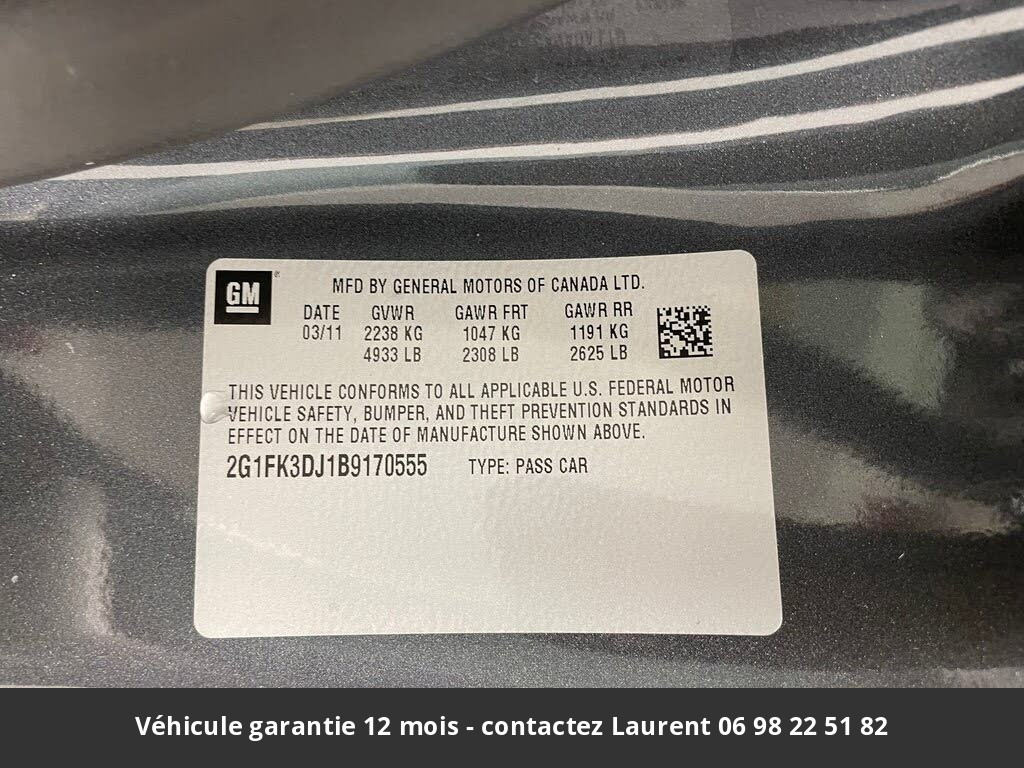 GM
MFD BY GENERAL MOTORS OF CANADA LTD.
DATE GVWR GAWR FRT GAWR RR
03/11 2238 KG 1047 KG 1191 KG
4933 LB 2308 LB 2625 LB
THIS VEHICLE CONFORMS TO ALL APPLICABLE U.S. FEDERAL MOTOR
VEHICLE SAFETY, BUMPER, AND THEFT PREVENTION STANDARDS IN
EFFECT ON THE DATE OF MANUFACTURE SHOWN ABOVE.
2G1FK3DJ1B9170555 TYPE: PASS CAR
Véhicule garantie 12 mois - contactez Laurent 06 98 22 51 82